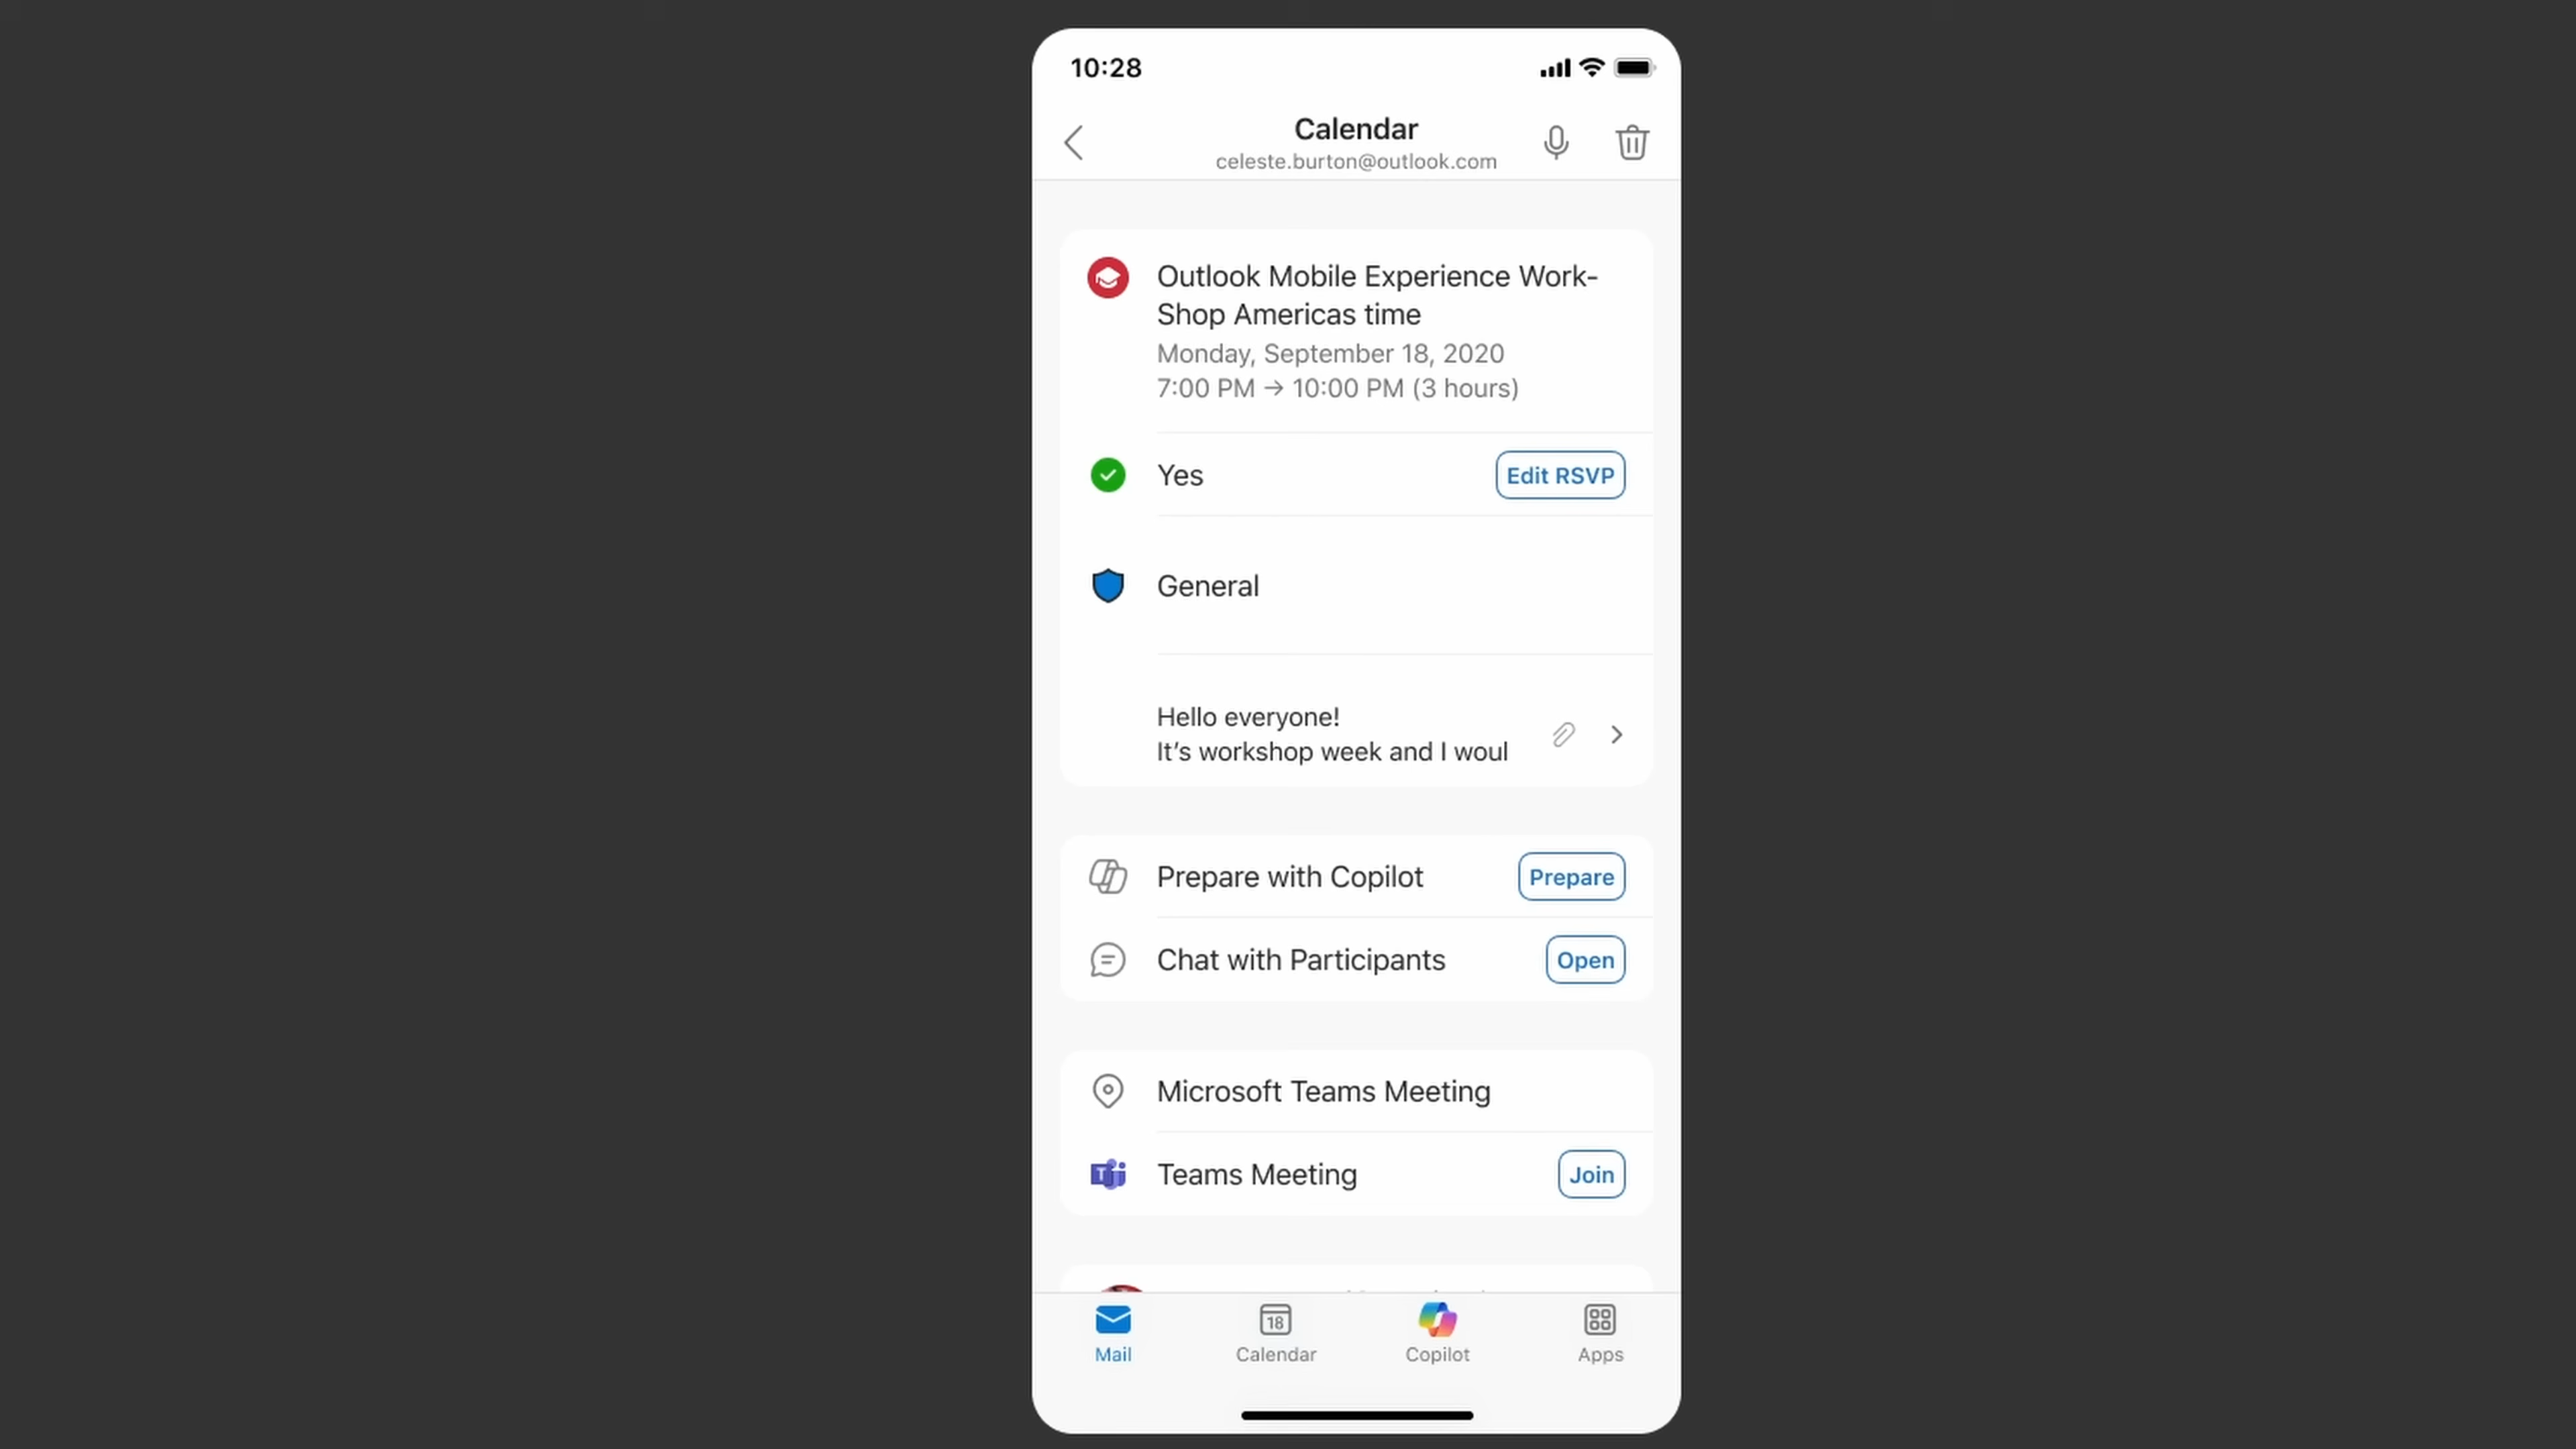 10:28
Calendar
celeste.burton@outlook.com
Outlook Mobile Experience Work-
Shop Americas time
Monday, September 18, 2020
7:00 PM → 10:00 PM (3 hours)
Yes
Edit RSVP
General
Hello everyone!
It’s workshop week and I woul
Prepare with Copilot
Prepare
Chat with Participants
Open
Microsoft Teams Meeting
T
Teams Meeting
Join
18
Mail
Calendar
Copilot
Apps